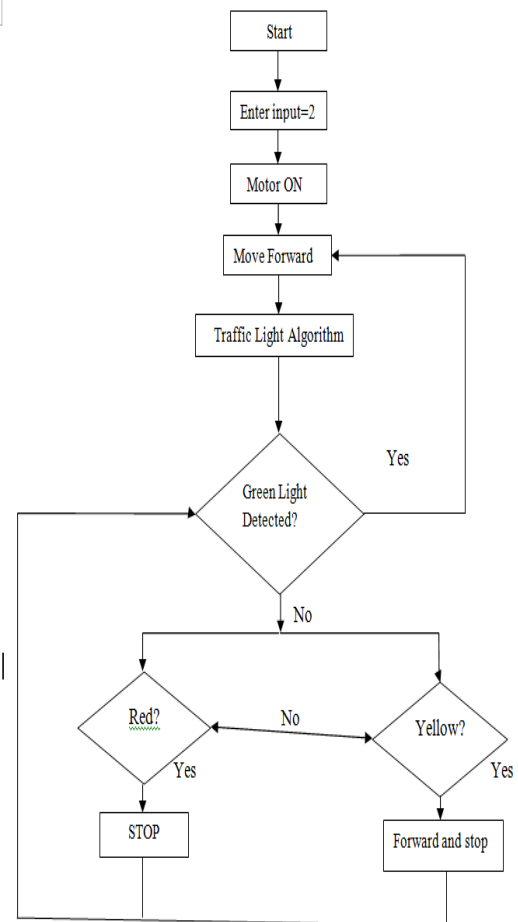 Start
Enter input=2
Motor ON
Move Forward
Traffic Light Algorithm
Yes
Green Light
Detected?
No
Red?
No
Yellow?
Yes
Yes
STOP
Forward and stop